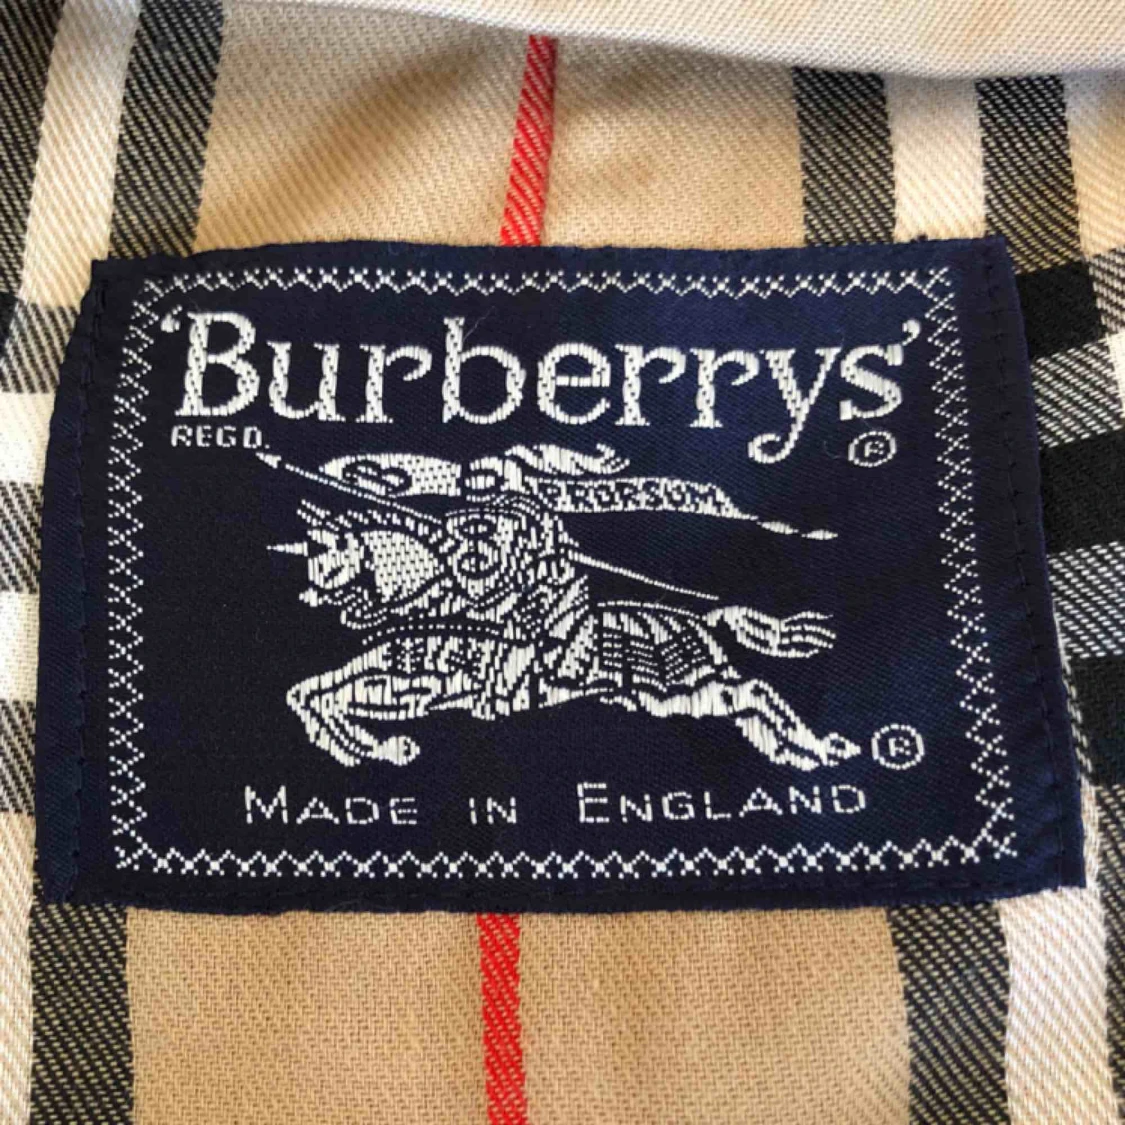 'Burberrys'
REGD. ®
PRORSUM
®
MADE IN ENGLAND